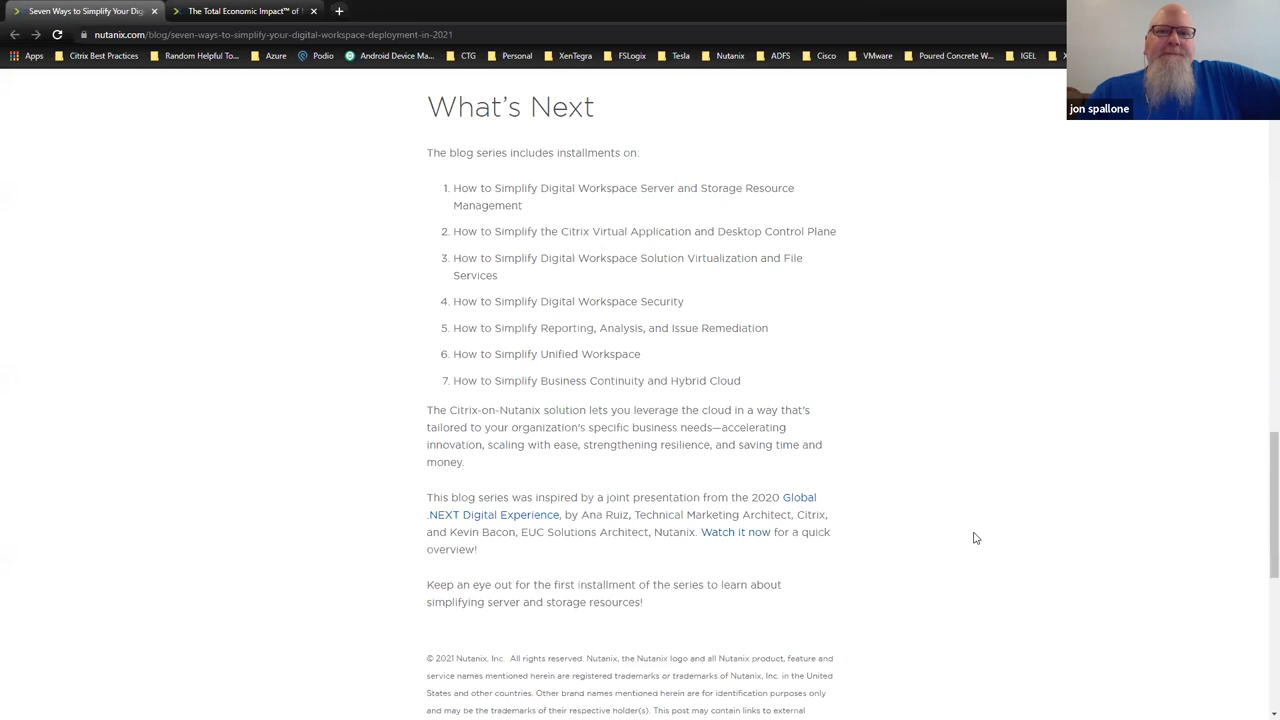 Seven Ways to Simplify Your Dig
The Total Economic Impact™ of
nutanix.com/blog/seven-ways-to-simplify-your-digital-workspace-deployment-in-2021
Apps
Citrix Best Practices
Random Helpful To...
Azure
Podio
Android Device Ma...
CTG
Personal
XenTegra
FSLogix
Tesla
Nutanix
ADFS
Cisco
VMware
Poured Concrete W...
IGEL
X
jon spallone
What's Next
The blog series includes installments on:
1. How to Simplify Digital Workspace Server and Storage Resource
Management
2. How to Simplify the Citrix Virtual Application and Desktop Control Plane
3. How to Simplify Digital Workspace Solution Virtualization and File
Services
4. How to Simplify Digital Workspace Security
5. How to Simplify Reporting, Analysis, and Issue Remediation
6. How to Simplify Unified Workspace
7. How to Simplify Business Continuity and Hybrid Cloud
The Citrix-on-Nutanix solution lets you leverage the cloud in a way that's
tailored to your organization's specific business needs—accelerating
innovation, scaling with ease, strengthening resilience, and saving time and
money.
This blog series was inspired by a joint presentation from the 2020 Global
.NEXT Digital Experience, by Ana Ruiz, Technical Marketing Architect, Citrix,
and Kevin Bacon, EUC Solutions Architect, Nutanix. Watch it now for a quick
overview!
Keep an eye out for the first installment of the series to learn about
simplifying server and storage resources!
© 2021 Nutanix, Inc. All rights reserved. Nutanix, the Nutanix logo and all Nutanix product, feature and
service names mentioned herein are registered trademarks or trademarks of Nutanix, Inc. in the United
States and other countries. Other brand names mentioned herein are for identification purposes only
and may be the trademarks of their respective holder(s). This post may contain links to external